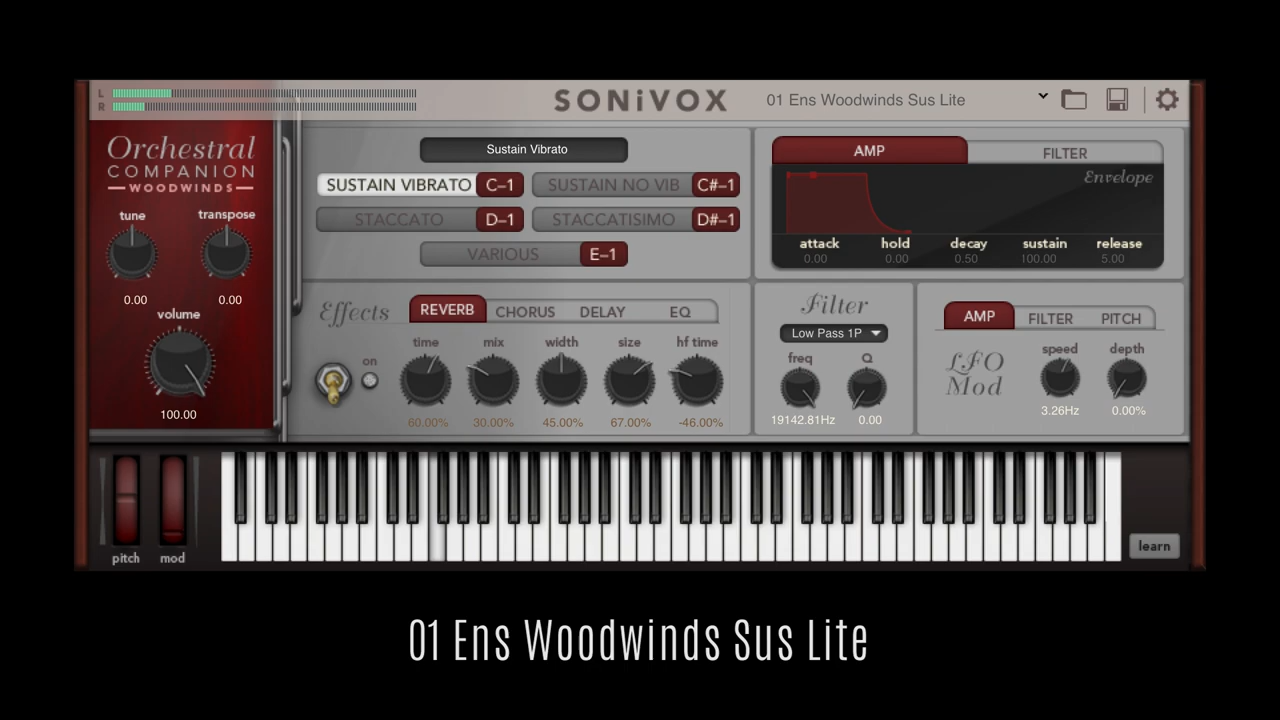 L
R
SONiVOX
01 Ens Woodwinds Sus Lite
Orchestral
COMPANION
WOODWINDS
tune
transpose
0.00
0.00
volume
100.00
Sustain Vibrato
SUSTAIN VIBRATO C–1
SUSTAIN NO VIB C#–1
STACCATO D–1
STACCATISIMO D#–1
VARIOUS E–1
AMP
FILTER
Envelope
attack hold decay sustain release
0.00 0.00 0.50 100.00 5.00
Effects
REVERB CHORUS DELAY EQ
on
time mix width size hf time
60.00% 30.00% 45.00% 67.00% -46.00%
Filter
Low Pass 1P
freq Q
19142.81Hz 0.00
AMP FILTER PITCH
LFO
Mod
speed depth
3.26Hz 0.00%
pitch mod
learn
01 Ens Woodwinds Sus Lite